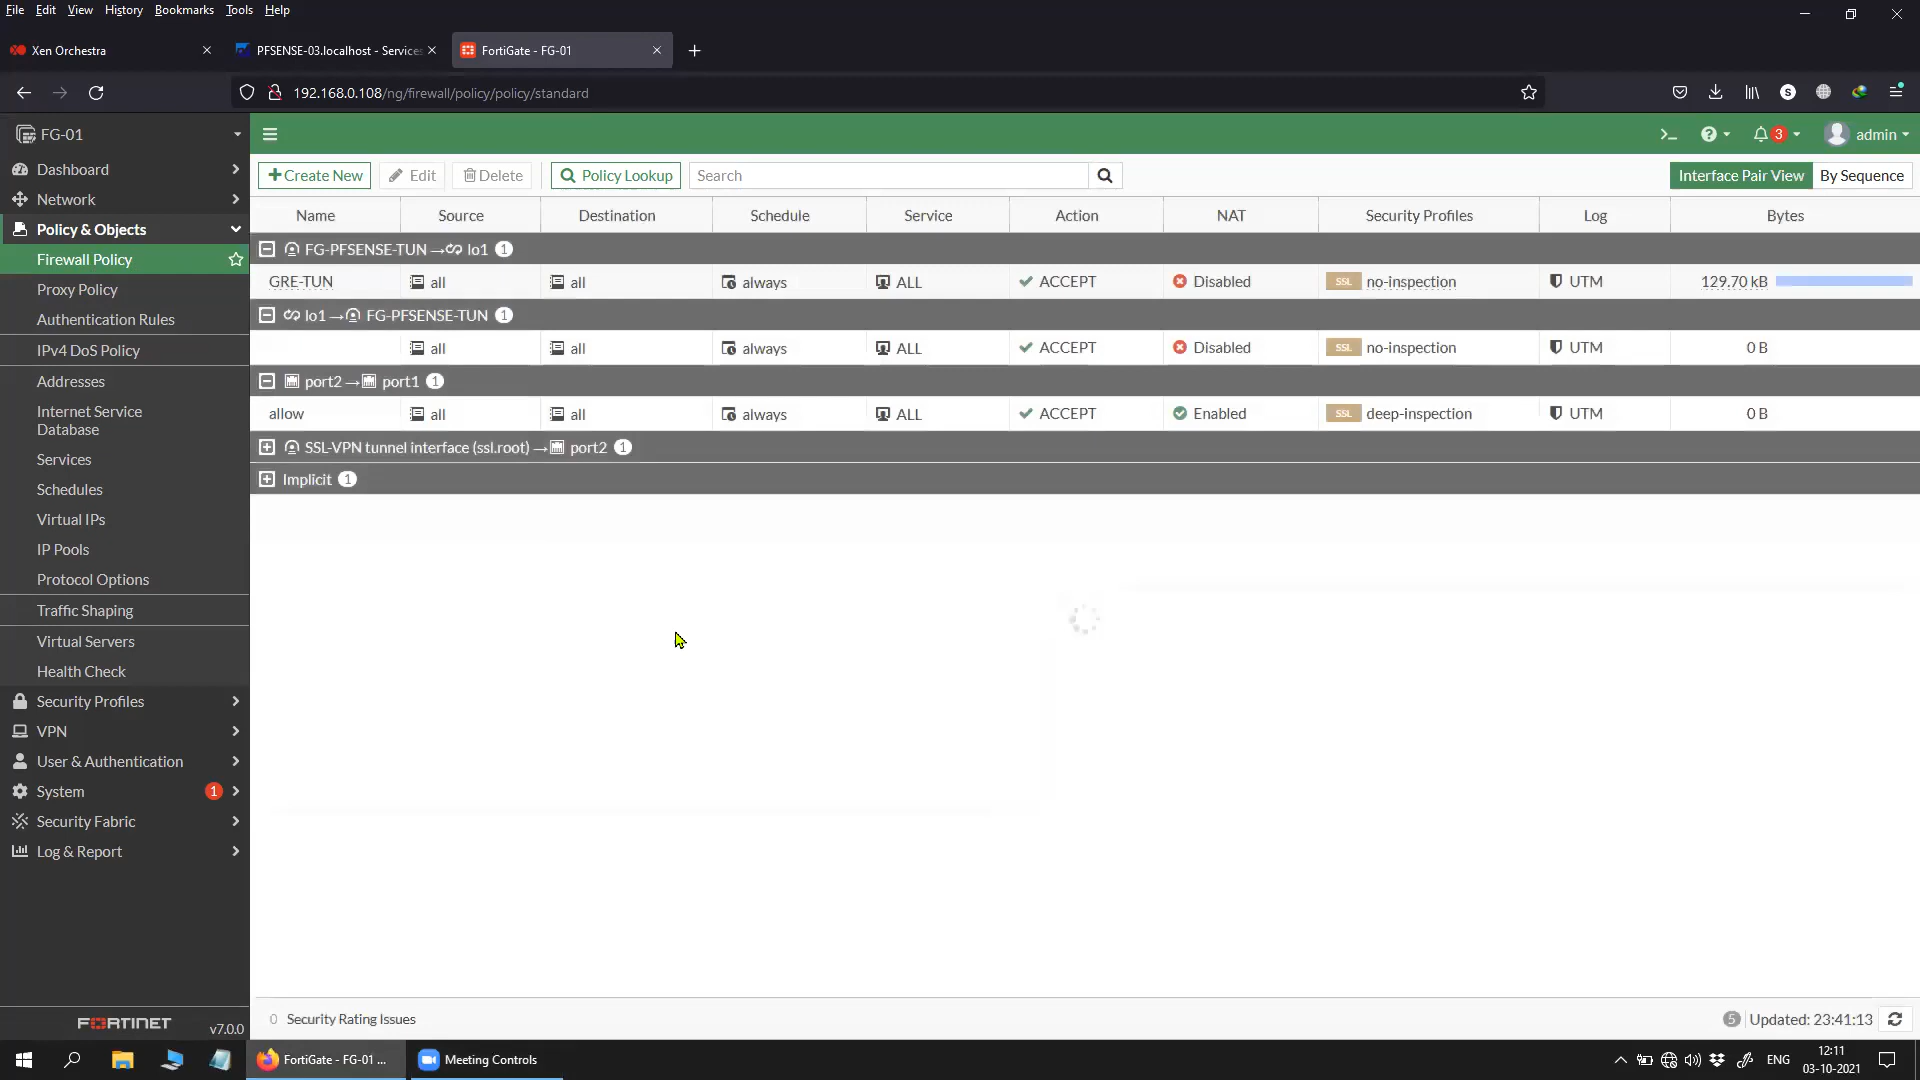 File Edit View History Bookmarks Tools Help
Xen Orchestra
PFSENSE-03.localhost - Services
FortiGate - FG-01
192.168.0.108/ng/firewall/policy/policy/standard
S
FG-01
3
admin
Dashboard
Network
Policy & Objects
Firewall Policy
Proxy Policy
Authentication Rules
IPv4 DoS Policy
Addresses
Internet Service
Database
Services
Schedules
Virtual IPs
IP Pools
Protocol Options
Traffic Shaping
Virtual Servers
Health Check
Security Profiles
VPN
User & Authentication
System 1
Security Fabric
Log & Report
FORTINET v7.0.0
Create New Edit Delete Policy Lookup Search Interface Pair View By Sequence
Name Source Destination Schedule Service Action NAT Security Profiles Log Bytes
FG-PFSENSE-TUN → lo1 1
GRE-TUN all all always ALL ACCEPT Disabled SSL no-inspection UTM 129.70 kB
lo1 → FG-PFSENSE-TUN 1
all all always ALL ACCEPT Disabled SSL no-inspection UTM 0 B
port2 → port1 1
allow all all always ALL ACCEPT Enabled SSL deep-inspection UTM 0 B
SSL-VPN tunnel interface (ssl.root) → port2 1
Implicit 1
0 Security Rating Issues
5 Updated: 23:41:13
FortiGate - FG-01 ...
Meeting Controls
ENG
12:11
03-10-2021